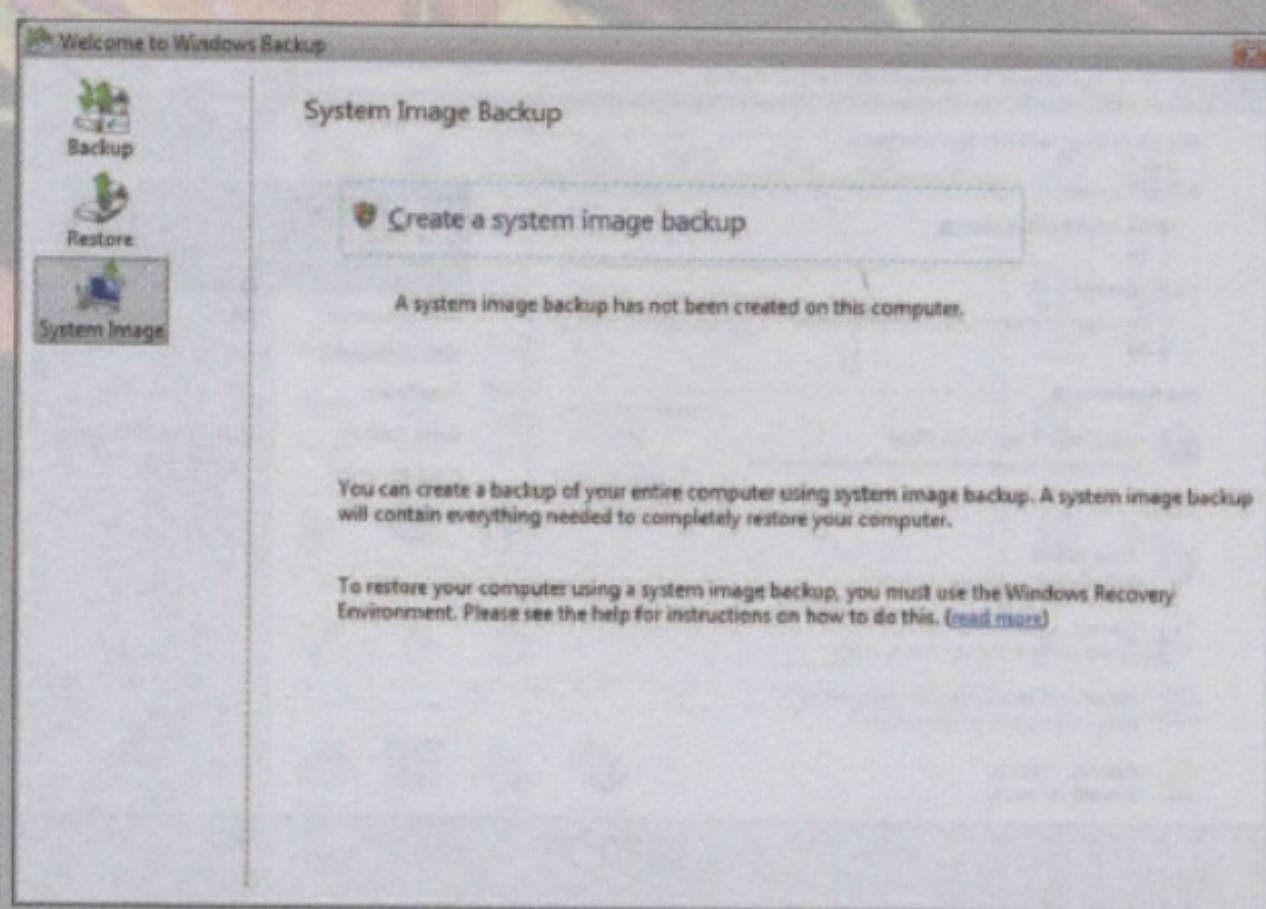 Welcome to Windows Backup
Backup
Restore
System Image
System Image Backup
Create a system image backup
A system image backup has not been created on this computer.
You can create a backup of your entire computer using system image backup. A system image backup
will contain everything needed to completely restore your computer.
To restore your computer using a system image backup, you must use the Windows Recovery
Environment. Please see the help for instructions on how to do this. (read more)